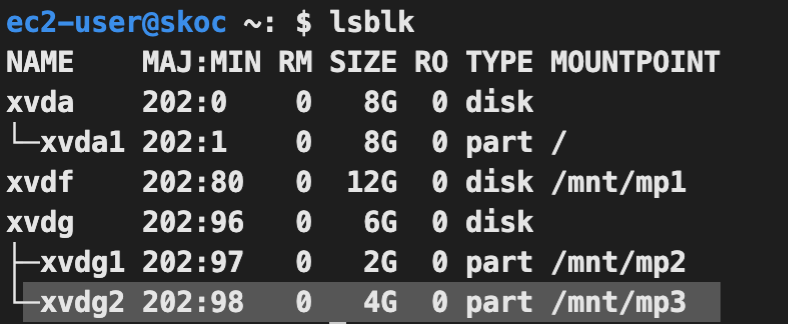 ec2-user@skoc ~: $ lsblk
NAME    MAJ:MIN RM SIZE RO TYPE MOUNTPOINT
xvda    202:0    0   8G  0 disk
└─xvda1 202:1    0   8G  0 part /
xvdf    202:80   0  12G  0 disk /mnt/mp1
xvdg    202:96   0   6G  0 disk
├─xvdg1 202:97   0   2G  0 part /mnt/mp2
└─xvdg2 202:98   0   4G  0 part /mnt/mp3